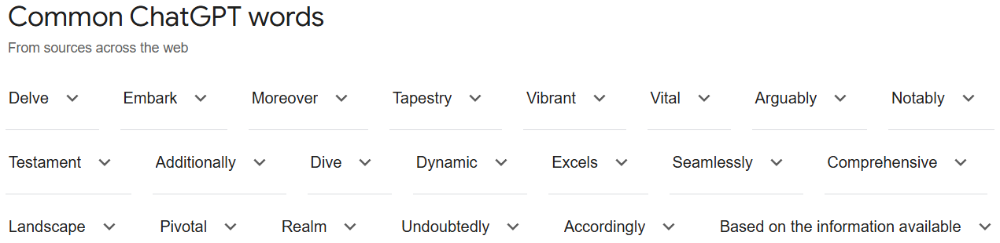 Common ChatGPT words
From sources across the web
Delve Embark Moreover Tapestry Vibrant Vital Arguably Notably
Testament Additionally Dive Dynamic Excels Seamlessly Comprehensive
Landscape Pivotal Realm Undoubtedly Accordingly Based on the information available